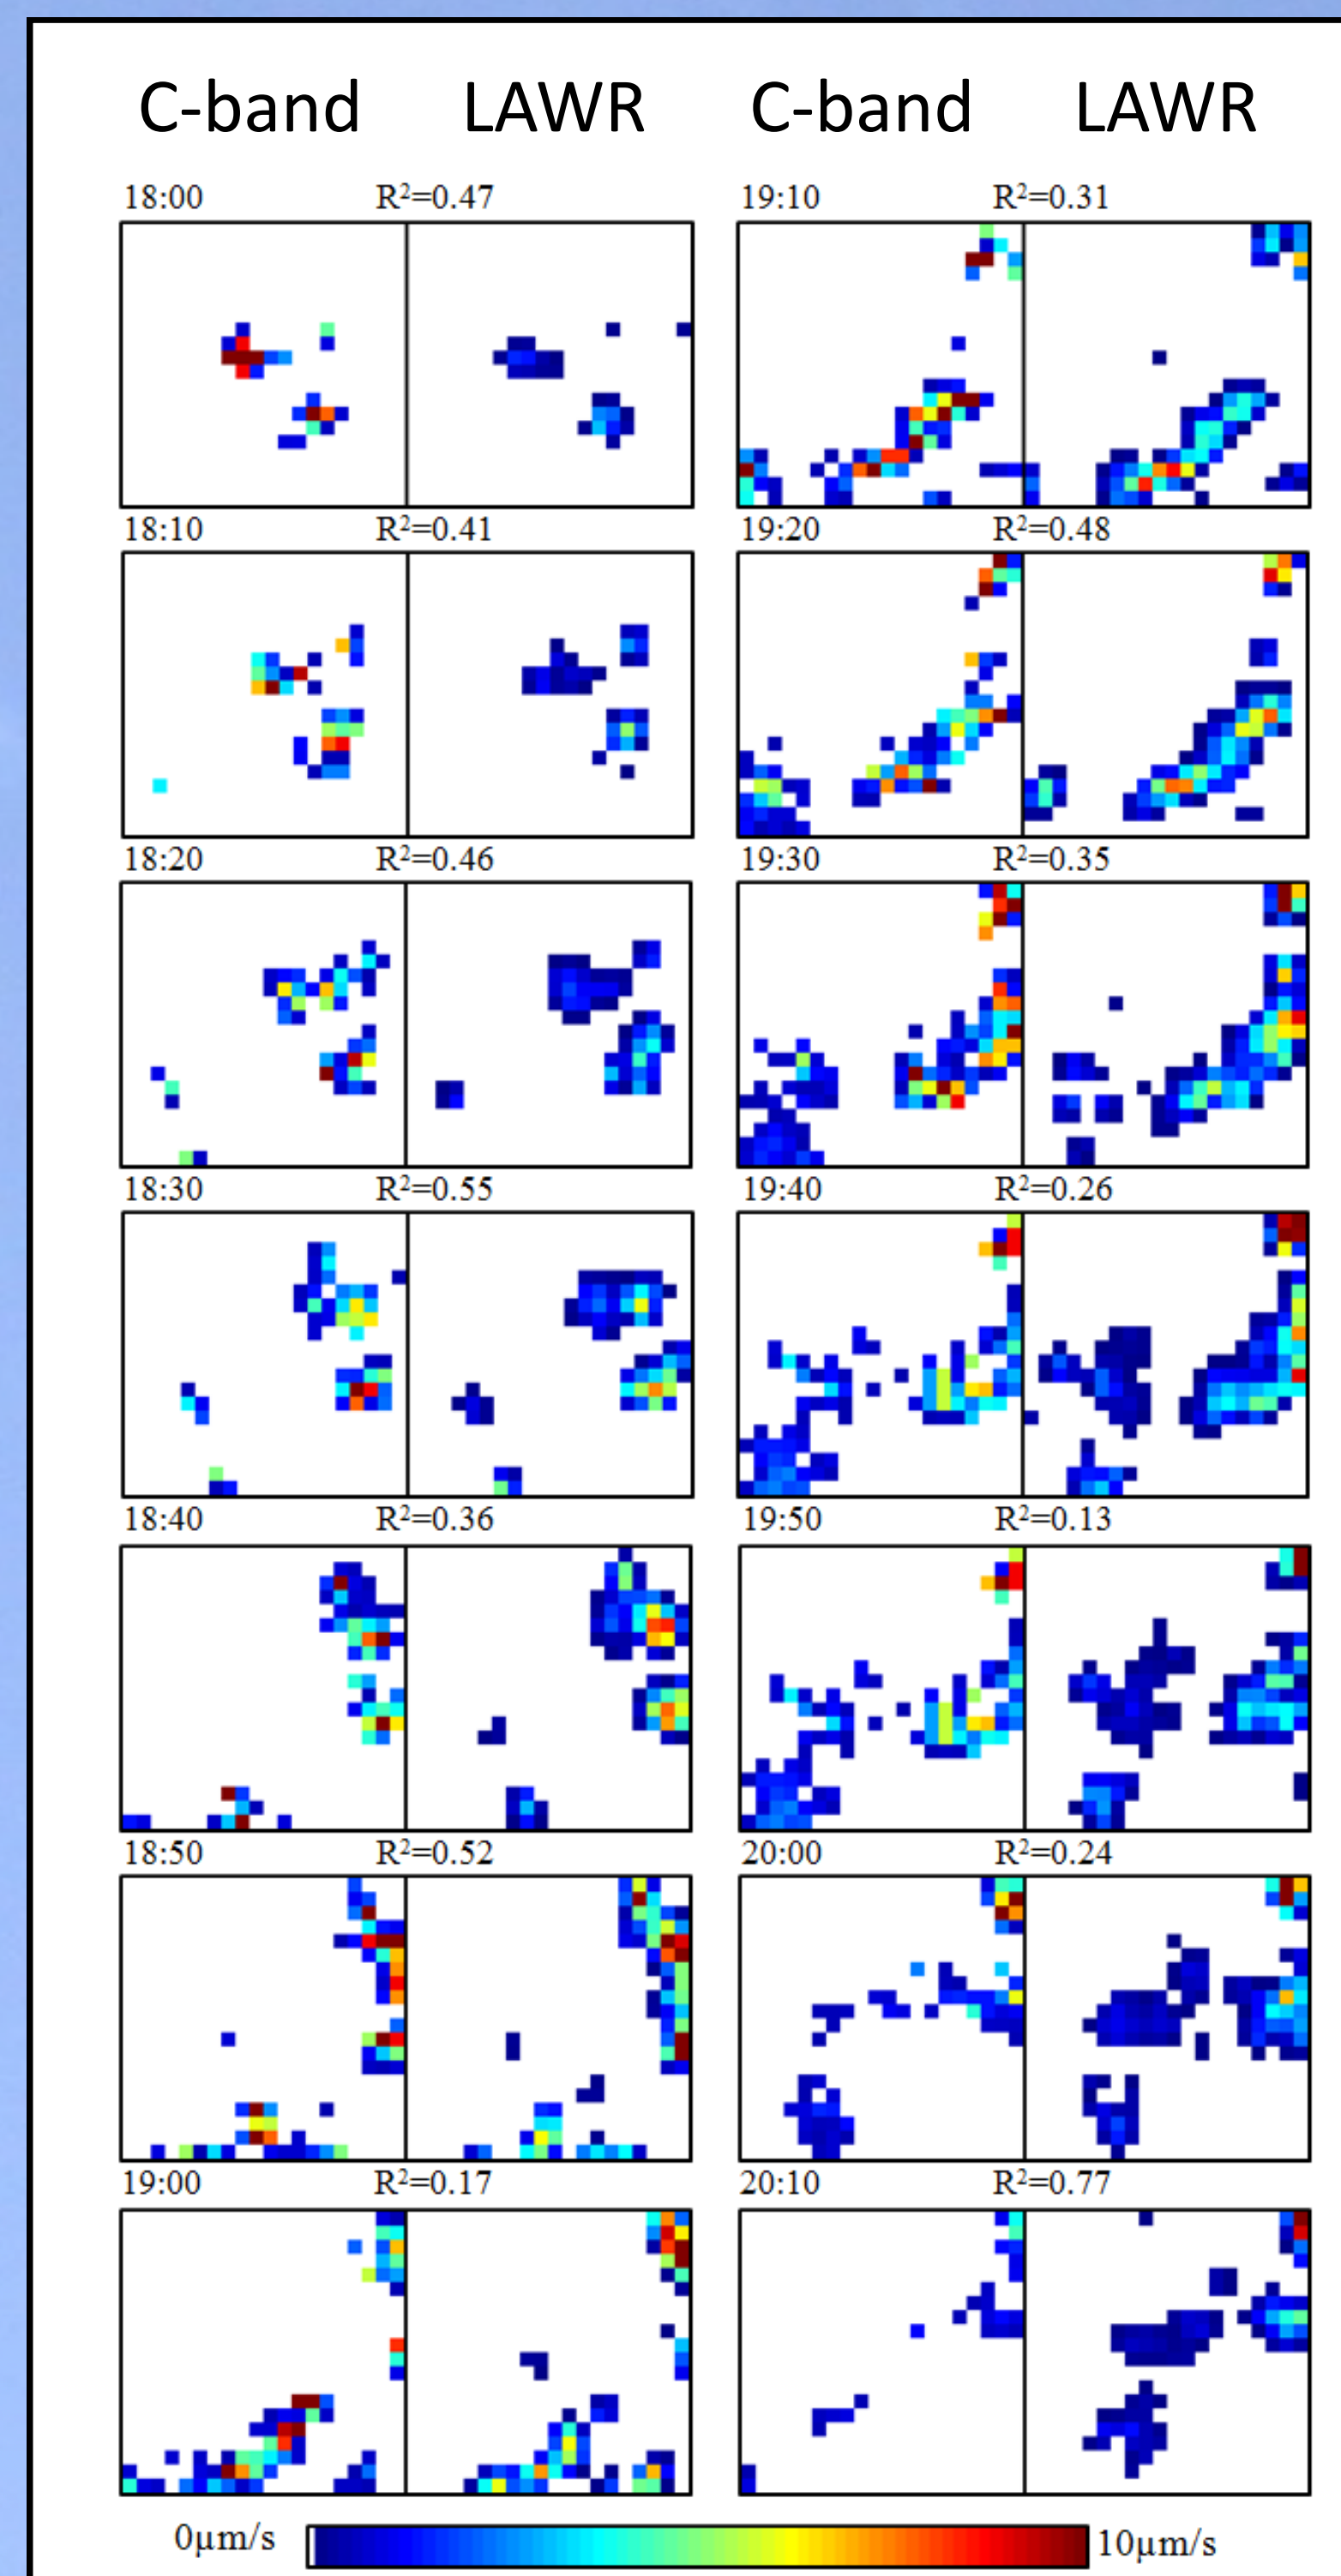 C-band LAWR C-band LAWR
18:00 R²=0.47
18:10 R²=0.41
18:20 R²=0.46
18:30 R²=0.55
18:40 R²=0.36
18:50 R²=0.52
19:00 R²=0.17
19:10 R²=0.31
19:20 R²=0.48
19:30 R²=0.35
19:40 R²=0.26
19:50 R²=0.13
20:00 R²=0.24
20:10 R²=0.77
0μm/s 10μm/s